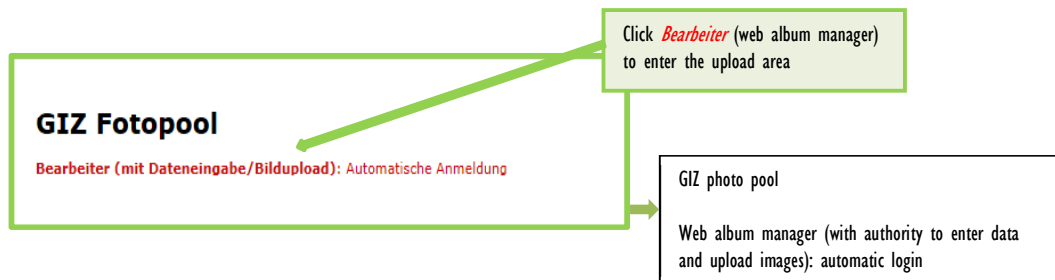 Click Bearbeiter (web album manager)
to enter the upload area
GIZ Fotopool
Bearbeiter (mit Dateneingabe/Bildupload): Automatische Anmeldung
GIZ photo pool
Web album manager (with authority to enter data
and upload images): automatic login